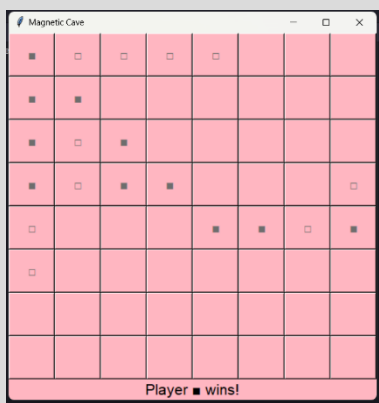 Magnetic Cave
■ □ □ □ □
■ ■
■ □ ■
■ □ ■ ■ □
□ ■ ■ □ ■
□
Player ■ wins!